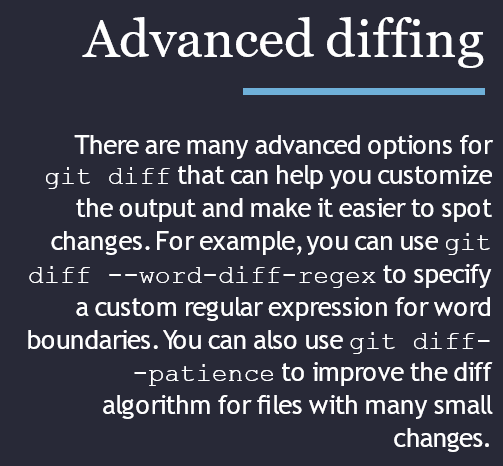 Advanced diffing
There are many advanced options for
git diff that can help you customize
the output and make it easier to spot
changes. For example, you can use git
diff --word-diff-regex to specify
a custom regular expression for word
boundaries. You can also use git diff-
-patience to improve the diff
algorithm for files with many small
changes.